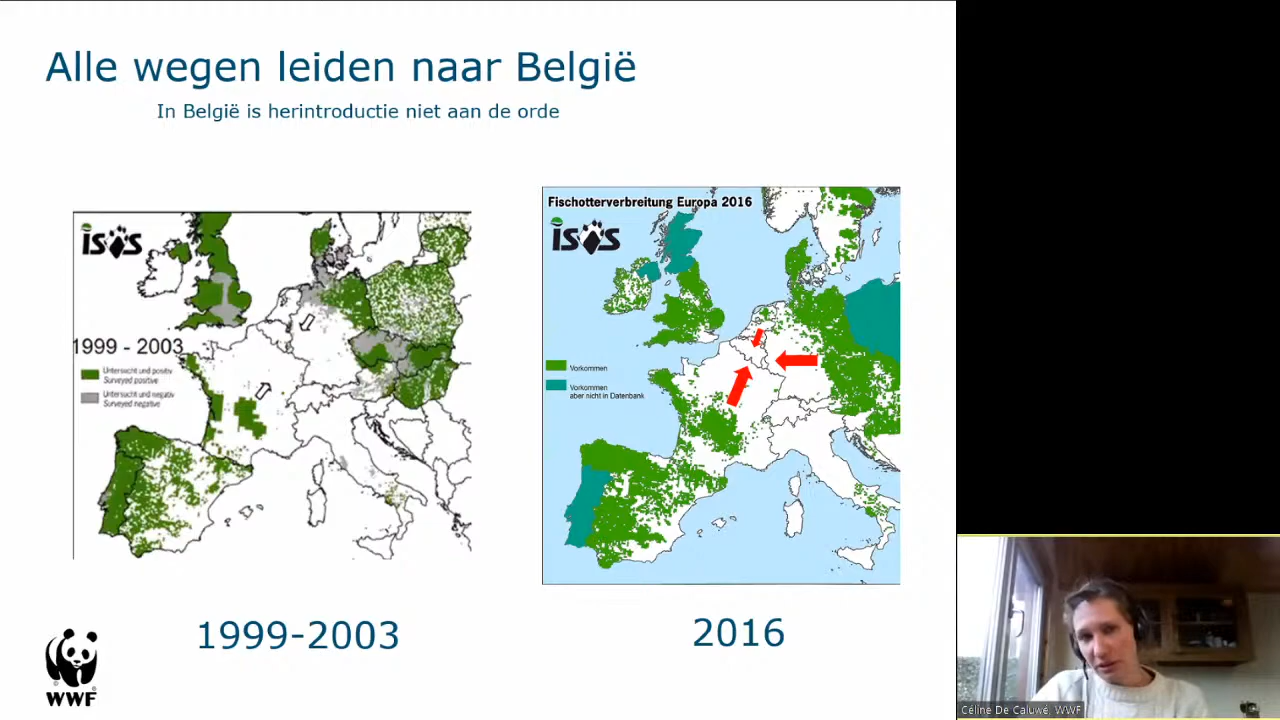 Alle wegen leiden naar België
In België is herintroductie niet aan de orde
isos
1999 - 2003
Untersucht und positiv
Surveyed positive
Untersucht und negativ
Surveyed negative
1999-2003
Fischotterverbreitung Europa 2016
isos
Vorkommen
Vorkommen
aber nicht in Datenbank
2016
WWF
Céline De Caluwé, WWF